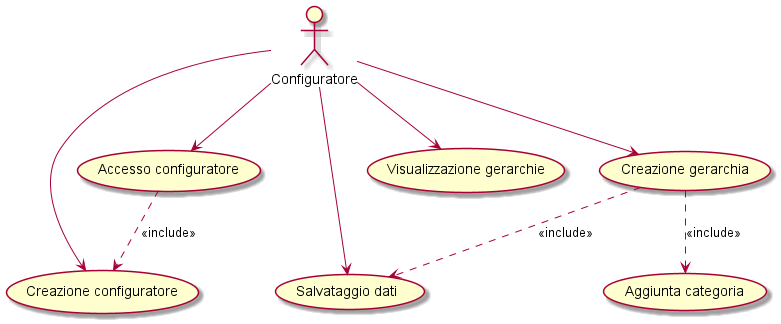 Configuratore
Accesso configuratore
Visualizzazione gerarchie
Creazione gerarchia
«include»
«include»
«include»
Creazione configuratore
Salvataggio dati
Aggiunta categoria